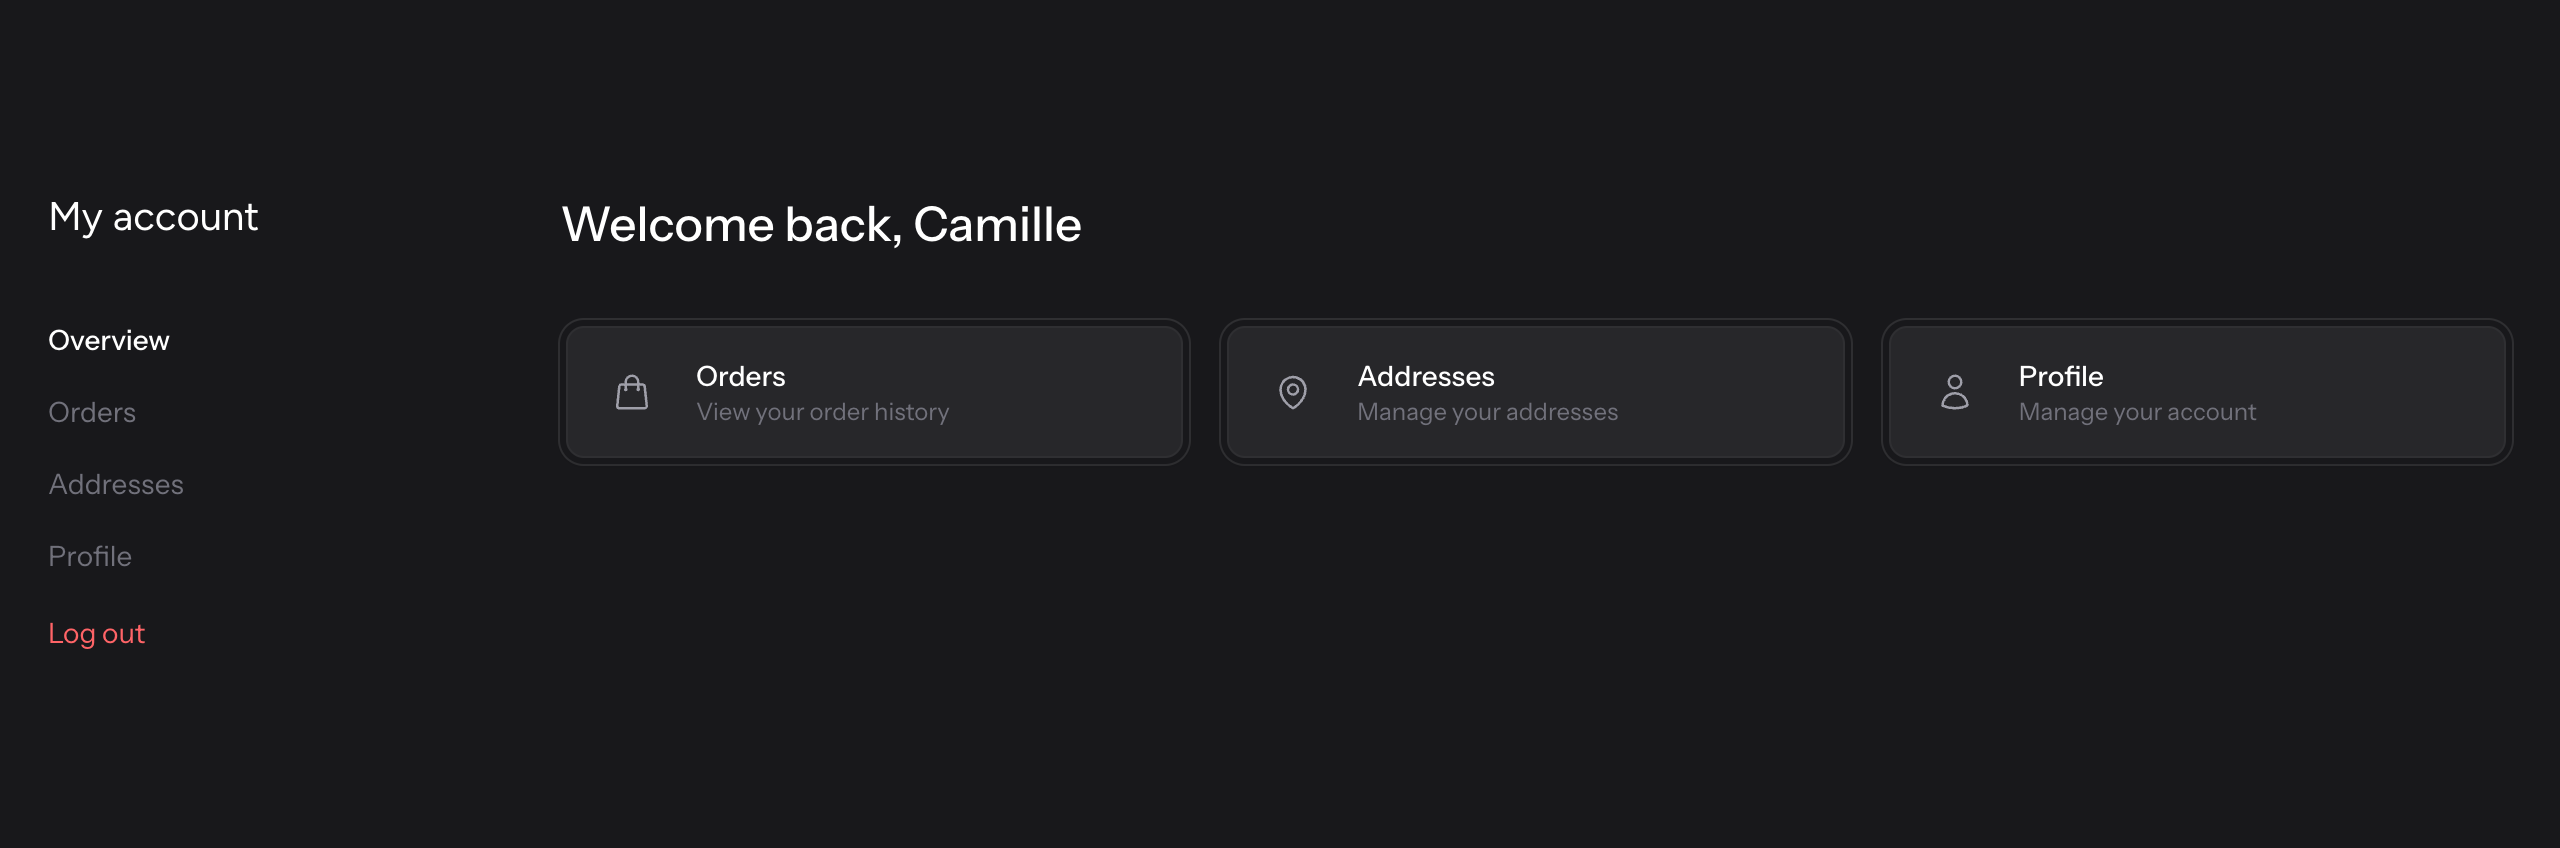 My account
Overview
Orders
Addresses
Profile
Log out
Welcome back, Camille
Orders
View your order history
Addresses
Manage your addresses
Profile
Manage your account